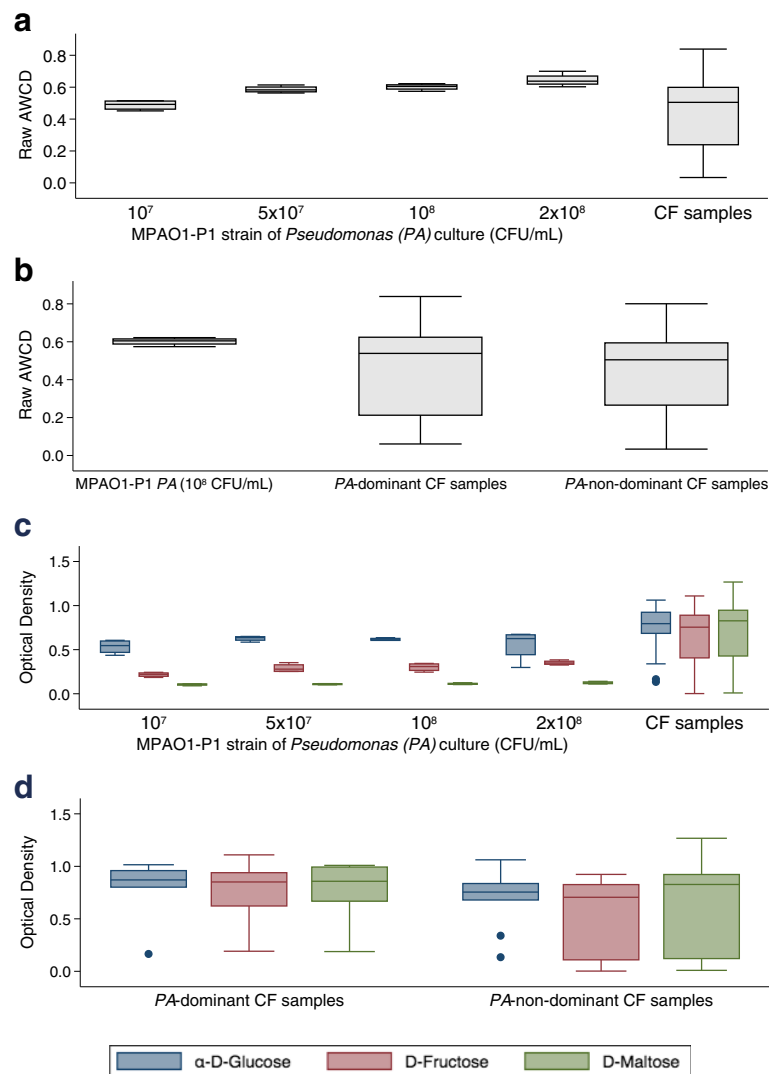 a
Raw AWCD
0.8
0.6
0.4
0.2
0.0
10⁷ 5x10⁷ 10⁸ 2x10⁸ CF samples
MPAO1-P1 strain of Pseudomonas (PA) culture (CFU/mL)
b
Raw AWCD
0.8
0.6
0.4
0.2
0.0
MPAO1-P1 PA (10⁸ CFU/mL) PA-dominant CF samples PA-non-dominant CF samples
c
Optical Density
1.5
1.0
0.5
0.0
10⁷ 5x10⁷ 10⁸ 2x10⁸ CF samples
MPAO1-P1 strain of Pseudomonas (PA) culture (CFU/mL)
d
Optical Density
1.5
1.0
0.5
0.0
PA-dominant CF samples PA-non-dominant CF samples
α-D-Glucose D-Fructose D-Maltose